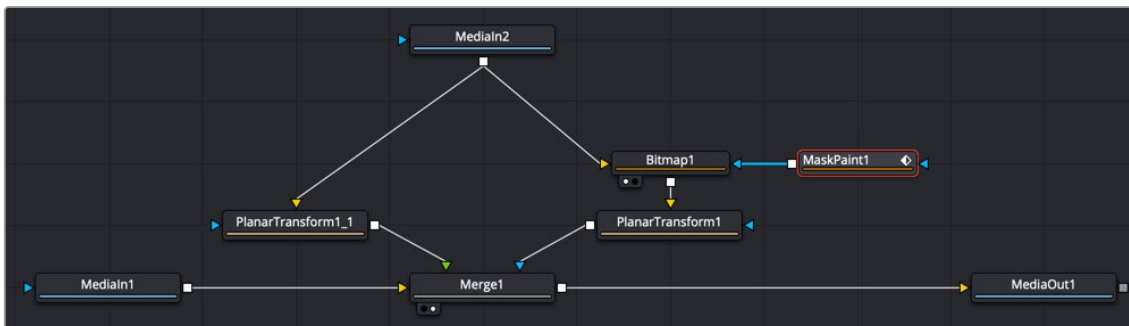 MediaIn2
Bitmap1
MaskPaint1
PlanarTransform1_1
PlanarTransform1
MediaIn1
Merge1
MediaOut1